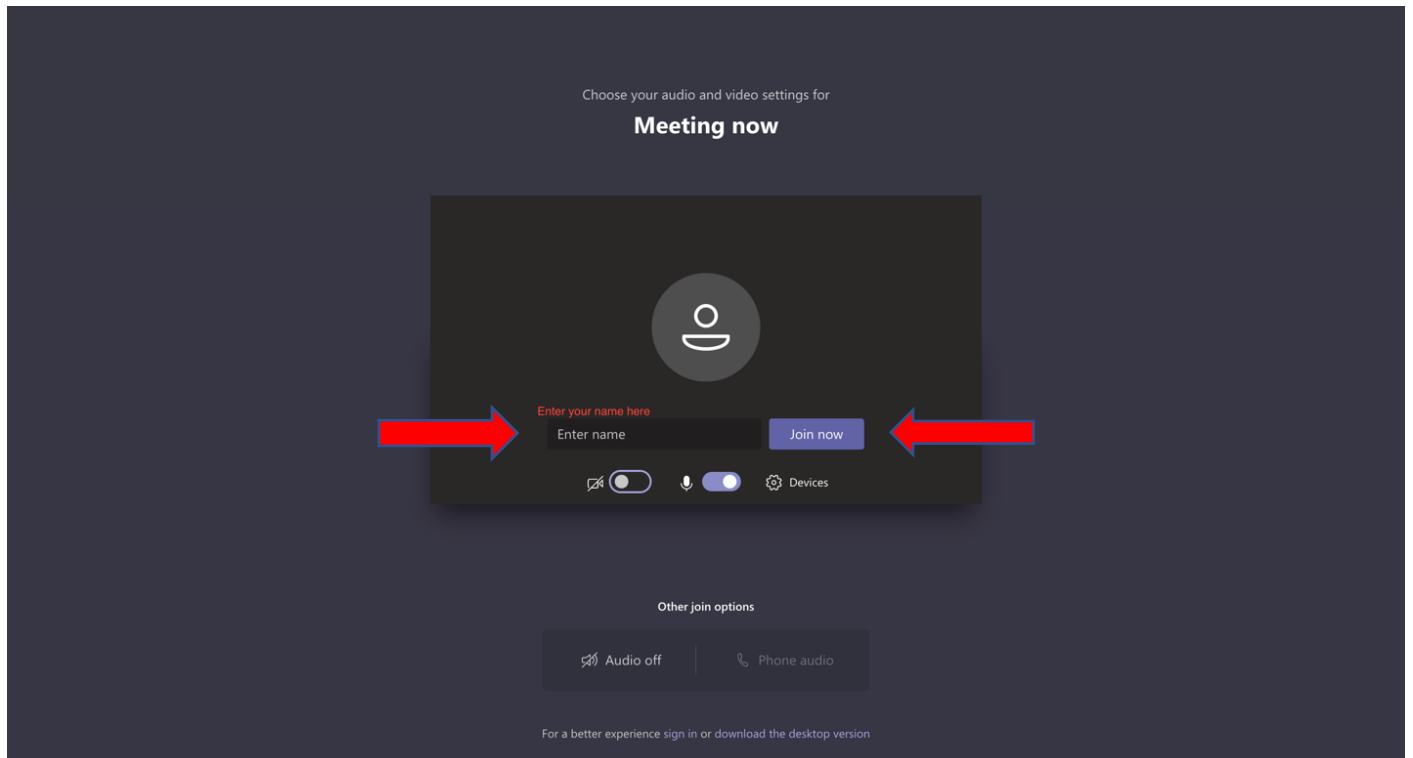 Choose your audio and video settings for
Meeting now
Enter your name here
Enter name
Join now
Devices
Other join options
Audio off
Phone audio
For a better experience sign in or download the desktop version